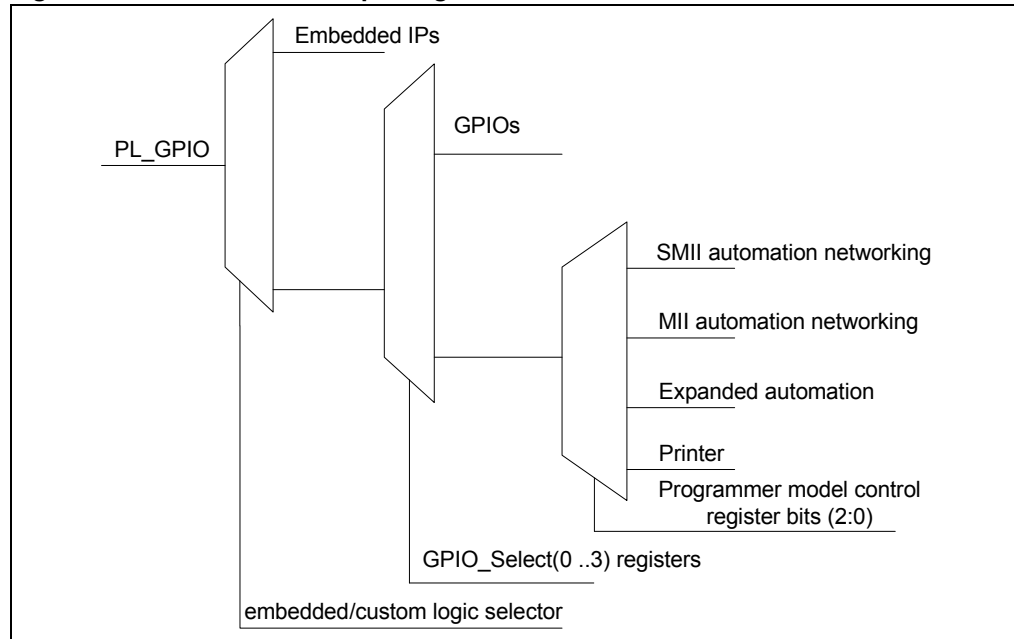 Embedded IPs
GPIOs
PL_GPIO
SMII automation networking
MII automation networking
Expanded automation
Printer
Programmer model control
register bits (2:0)
GPIO_Select(0 ..3) registers
embedded/custom logic selector